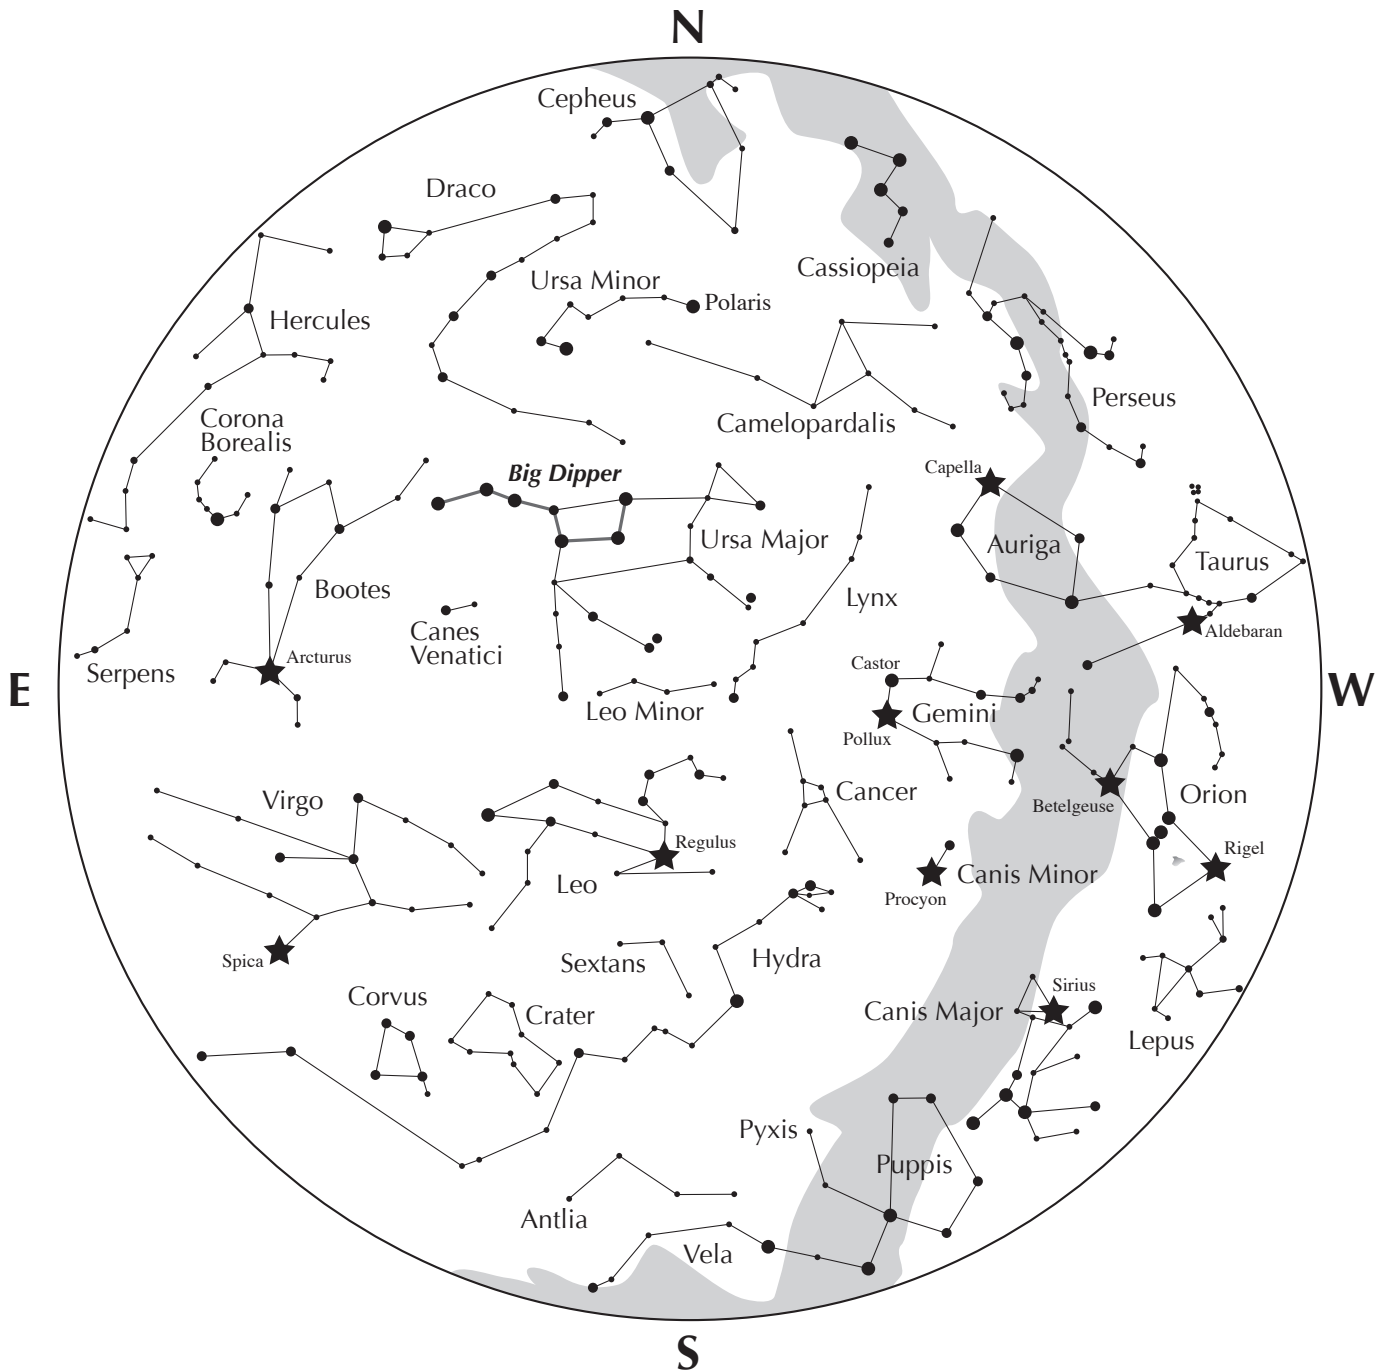 N
Cepheus
Draco
Cassiopeia
Ursa Minor
Polaris
Hercules
Perseus
Corona
Borealis
Camelopardalis
Capella
Big Dipper
Auriga
Ursa Major
Taurus
Bootes
Lynx
Canes
Venatici
Aldebaran
Arcturus
Serpens
Castor
E
W
Leo Minor
Gemini
Pollux
Virgo
Cancer
Betelgeuse
Orion
Regulus
Rigel
Leo
Canis Minor
Procyon
Spica
Sextans
Hydra
Sirius
Corvus
Crater
Canis Major
Lepus
Pyxis
Puppis
Antlia
Vela
S